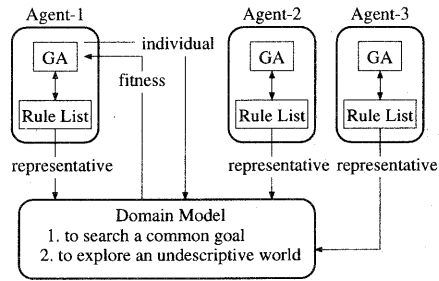 Agent-1
Agent-2
Agent-3
individual
GA
GA
GA
fitness
Rule List
Rule List
Rule List
representative
representative
representative
Domain Model
1. to search a common goal
2. to explore an undescriptive world